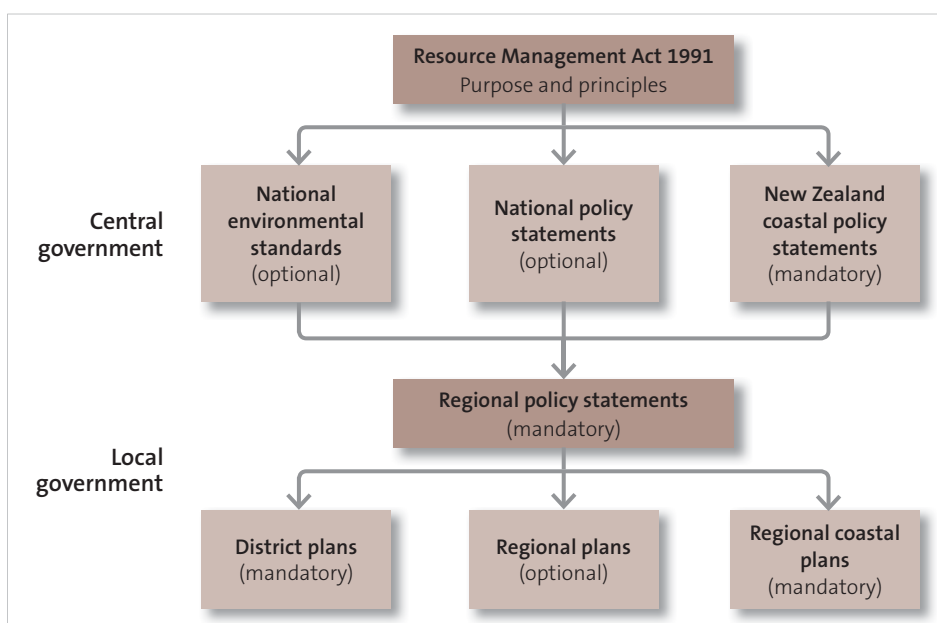 Resource Management Act 1991
Purpose and principles
Central
government
National
environmental
standards
(optional)
National policy
statements
(optional)
New Zealand
coastal policy
statements
(mandatory)
Regional policy statements
(mandatory)
Local
government
District plans
(mandatory)
Regional plans
(optional)
Regional coastal
plans
(mandatory)